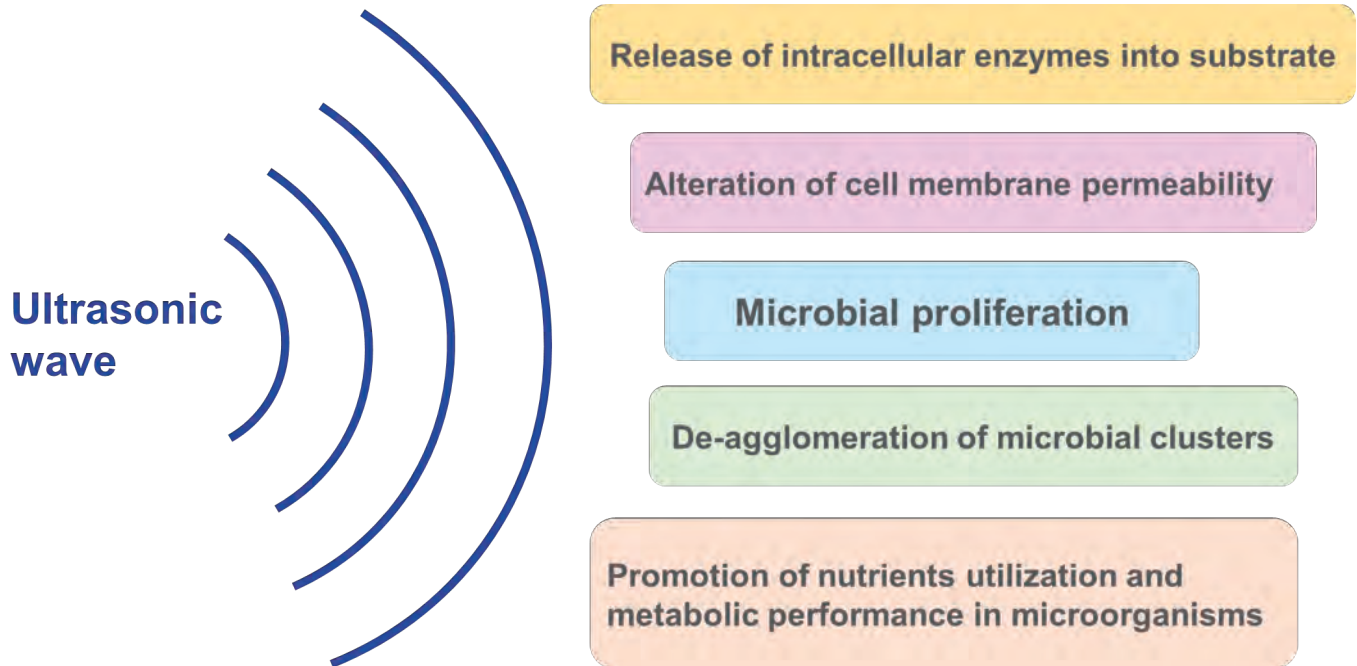 Ultrasonic
wave
Release of intracellular enzymes into substrate
Alteration of cell membrane permeability
Microbial proliferation
De-agglomeration of microbial clusters
Promotion of nutrients utilization and
metabolic performance in microorganisms